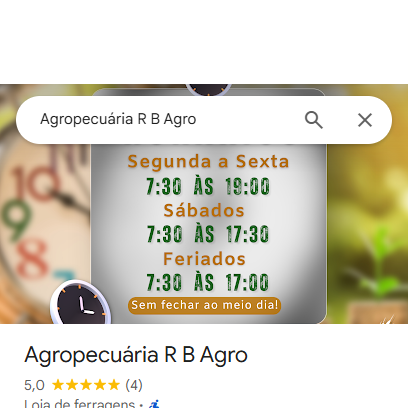 Agropecuária R B Agro
Segunda a Sexta
7:30 ÀS 19:00
Sábados
7:30 ÀS 17:30
Feriados
7:30 ÀS 17:00
Sem fechar ao meio dia!
Agropecuária R B Agro
5,0 (4)
Loja de ferragens ·